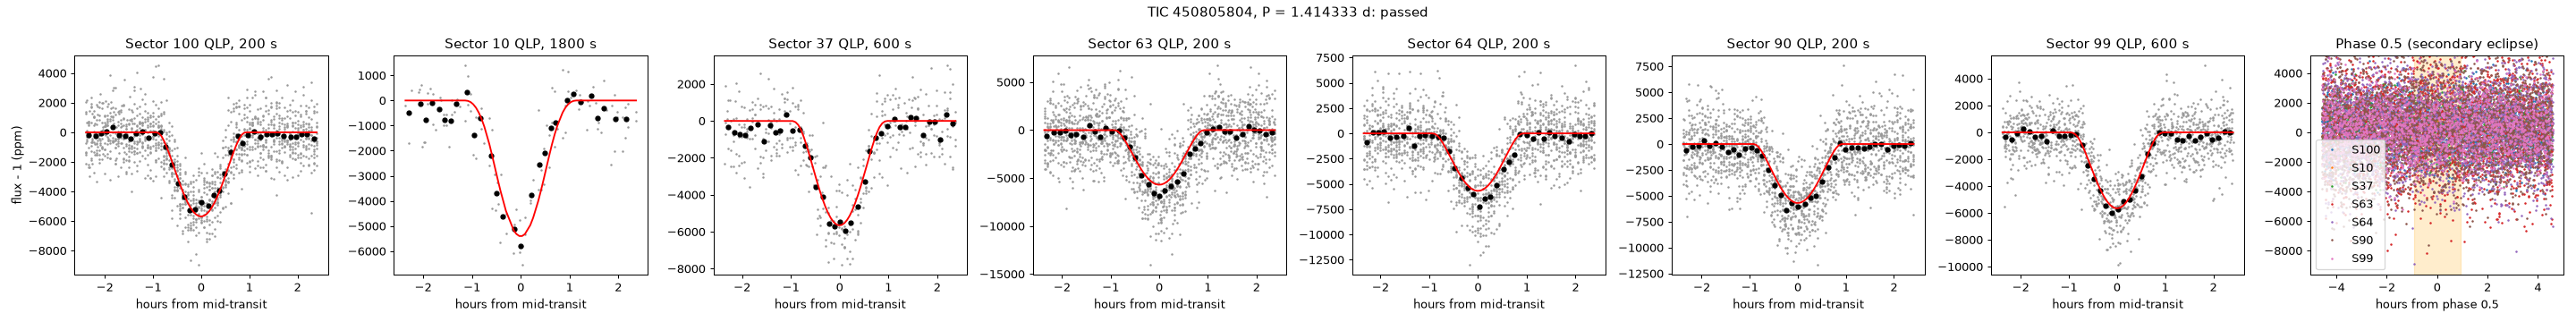 TIC 450805804, P = 1.414333 d: passed
Sector 100 QLP, 200 s
Sector 10 QLP, 1800 s
Sector 37 QLP, 600 s
Sector 63 QLP, 200 s
Sector 64 QLP, 200 s
Sector 90 QLP, 200 s
Sector 99 QLP, 600 s
Phase 0.5 (secondary eclipse)
flux - 1 (ppm)
4000
2000
0
−2000
−4000
−6000
−8000
1000
0
−1000
−2000
−3000
−4000
−5000
−6000
2000
0
−2000
−4000
−6000
−8000
5000
0
−5000
−10000
−15000
7500
5000
2500
0
−2500
−5000
−7500
−10000
−12500
7500
5000
2500
0
−2500
−5000
−7500
−10000
−12500
4000
2000
0
−2000
−4000
−6000
−8000
−10000
4000
2000
0
−2000
−4000
−6000
−8000
S100
S10
S37
S63
S64
S90
S99
−2 −1 0 1 2
−2 −1 0 1 2
−2 −1 0 1 2
−2 −1 0 1 2
−2 −1 0 1 2
−2 −1 0 1 2
−2 −1 0 1 2
−4 −2 0 2 4
hours from mid-transit
hours from mid-transit
hours from mid-transit
hours from mid-transit
hours from mid-transit
hours from mid-transit
hours from mid-transit
hours from phase 0.5